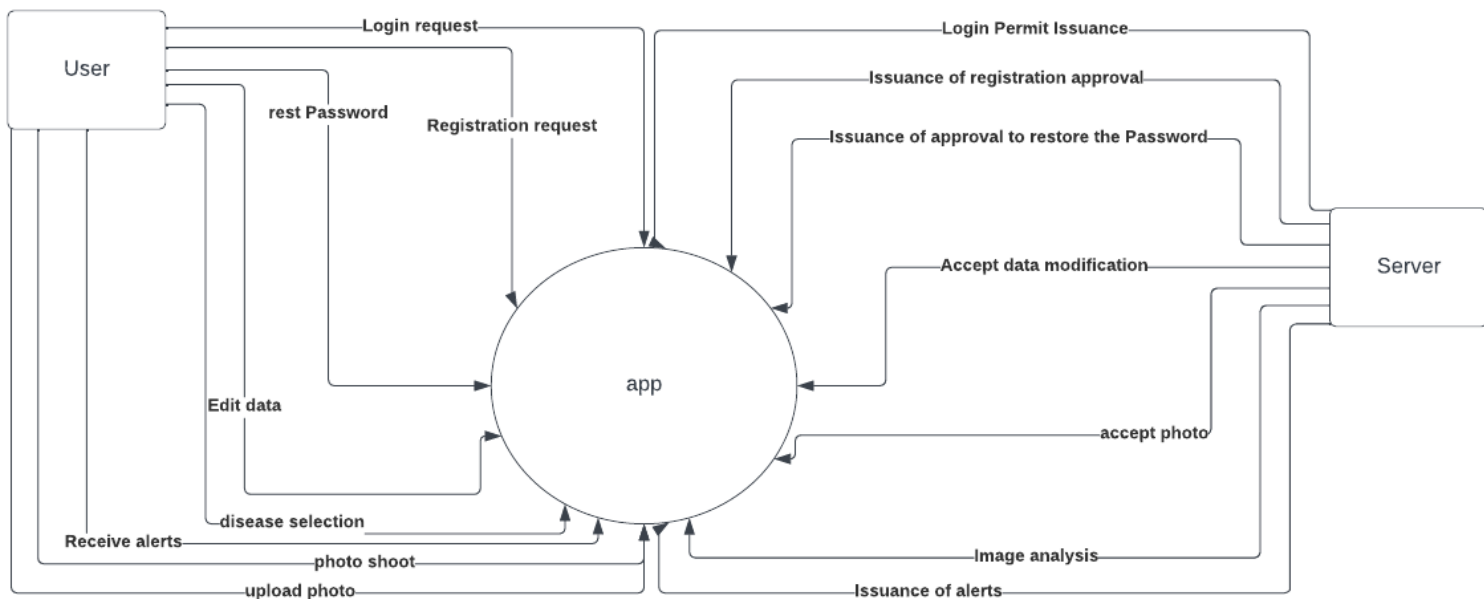 Login request
Login Permit Issuance
User
Issuance of registration approval
rest Password
Registration request
Issuance of approval to restore the Password
Accept data modification
Server
app
Edit data
accept photo
disease selection
Receive alerts
photo shoot
Image analysis
upload photo
Issuance of alerts